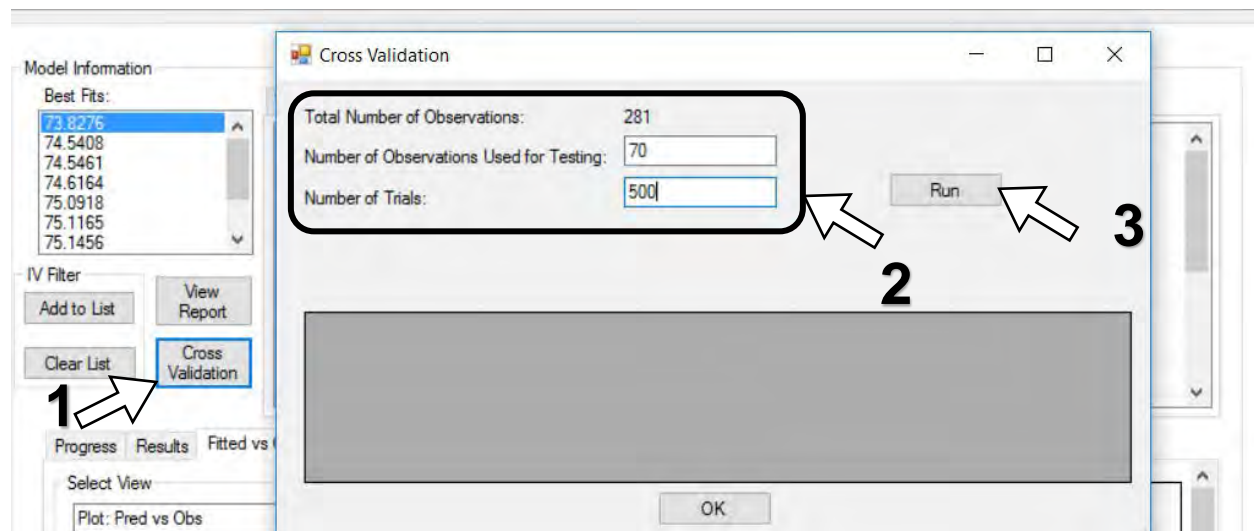 Model Information
Best Fits:
73.8276
74.5408
74.5461
74.6164
75.0918
75.1165
75.1456
IV Filter
Add to List
View
Report
Clear List
Cross
Validation
1
Progress Results Fitted vs
Select View
Plot: Pred vs Obs
Cross Validation
Total Number of Observations: 281
Number of Observations Used for Testing: 70
Number of Trials: 500
Run
2
3
OK